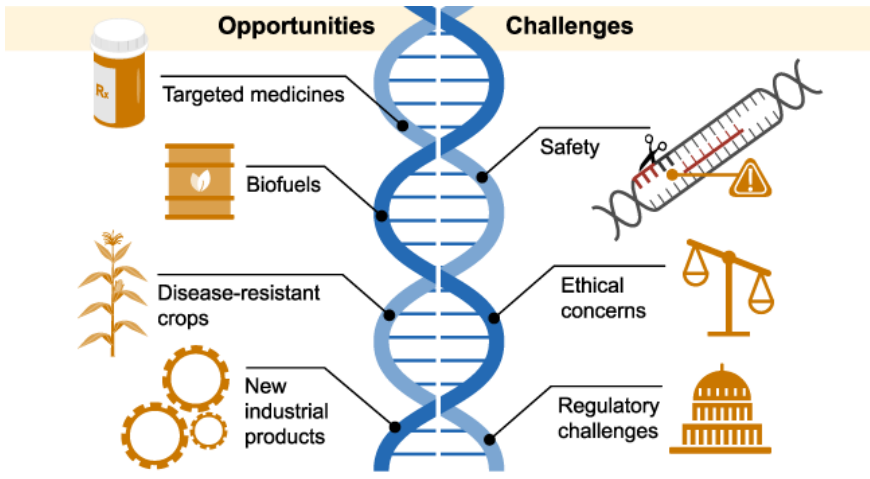 Opportunities
Challenges
Rx
Targeted medicines
Safety
Biofuels
Disease-resistant
crops
Ethical
concerns
New
industrial
products
Regulatory
challenges